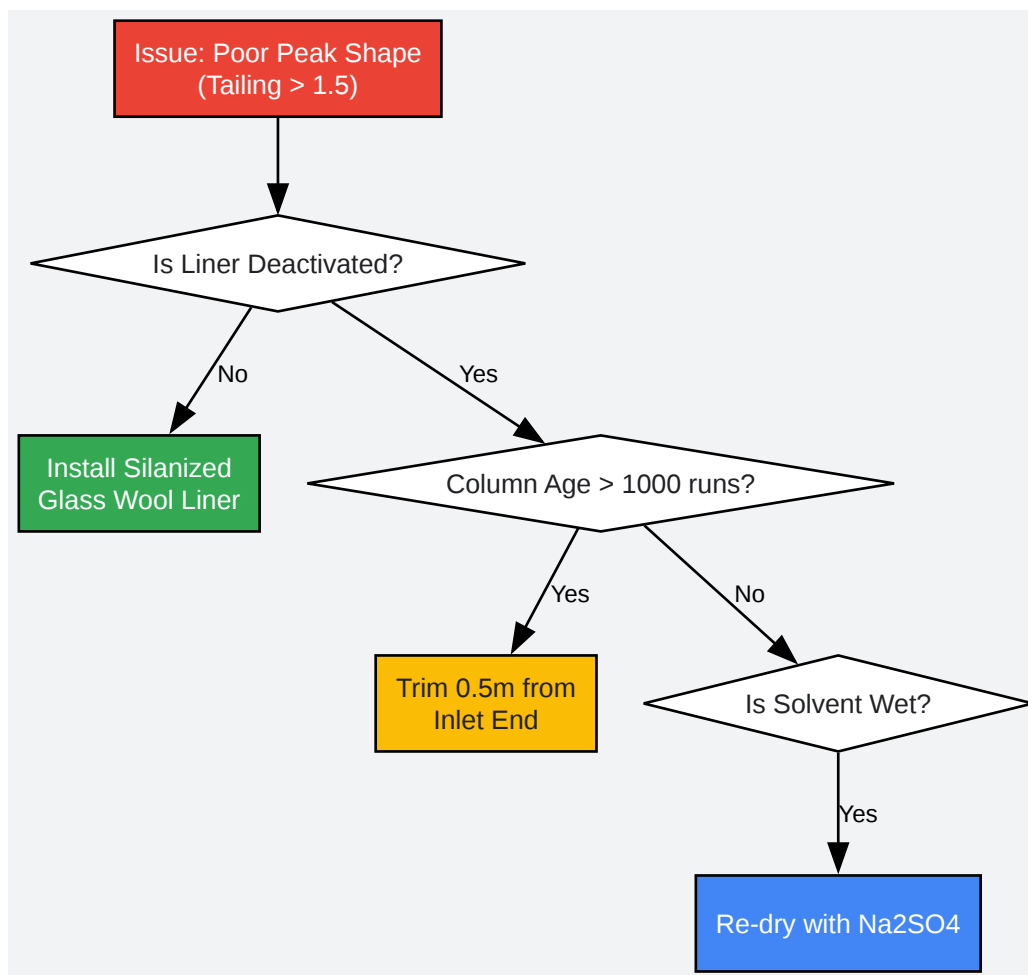 Issue: Poor Peak Shape
(Tailing > 1.5)
Is Liner Deactivated?
No
Yes
Install Silanized
Glass Wool Liner
Column Age > 1000 runs?
Yes
No
Trim 0.5m from
Inlet End
Is Solvent Wet?
Yes
Re-dry with Na2SO4